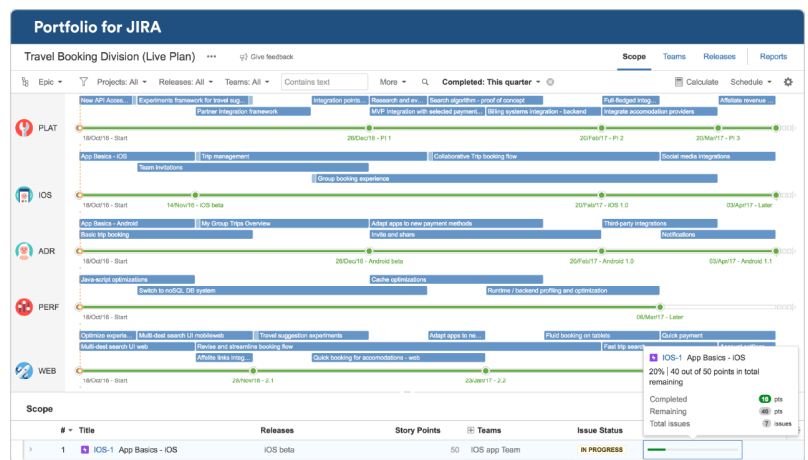 Portfolio for JIRA
Travel Booking Division (Live Plan) ••• Give feedback Scope Teams Releases Reports
Epic Projects: All Releases: All Teams: All Contains text More Completed: This quarter Calculate Schedule
New API Acces... Experiments framework for travel sug... Integration points... Research and ev... Search algorithm - proof of concept Full-fledged integ... Affiliate revenue ...
Partner Integration framework MVP integration with selected payment... Billing systems integration - backend Integrate accomodation providers
PLAT
18/Oct/16 - Start 26/Dec/16 - PI 1 20/Feb/17 - PI 2 20/Mar/17 - PI 3
App Basics - iOS Trip management Collaborative Trip booking flow Social media integrations
Team Invitations
Group booking experience
IOS
18/Oct/16 - Start 14/Nov/16 - iOS beta 20/Feb/17 - iOS 1.0 03/Apr/17 - Later
App Basics - Android My Group Trips Overview Adapt apps to new payment methods Third-party integrations
Basic trip booking Invite and share Notifications
ADR
18/Oct/16 - Start 26/Dec/16 - Android beta 20/Feb/17 - Android 1.0 03/Apr/17 - Android 1.1
Java-script optimizations Cache optimizations
Switch to noSQL DB system Runtime / backend profiling and optimization
PERF
18/Oct/16 - Start 06/Mar/17 - Later
Optimize experie... Multi-dest search UI mobileweb Travel suggestion experiments Adapt apps to ne... Fluid booking on tablets Quick payment
Multi-dest search UI web Revise and streamlines booking flow Fast trip search
Affelite links integ... Quick booking for accomodations - web
WEB
18/Oct/16 - Start 28/Nov/16 - 2.1 23/Jan/17 - 2.2
IOS-1 App Basics - iOS
20% | 40 out of 50 points in total
remaining
Completed 10 pts
Remaining 40 pts
Total issues 7 issues
Scope
# Title Releases Story Points Teams Issue Status
1 IOS-1 App Basics - iOS iOS beta 50 IOS app Team IN PROGRESS